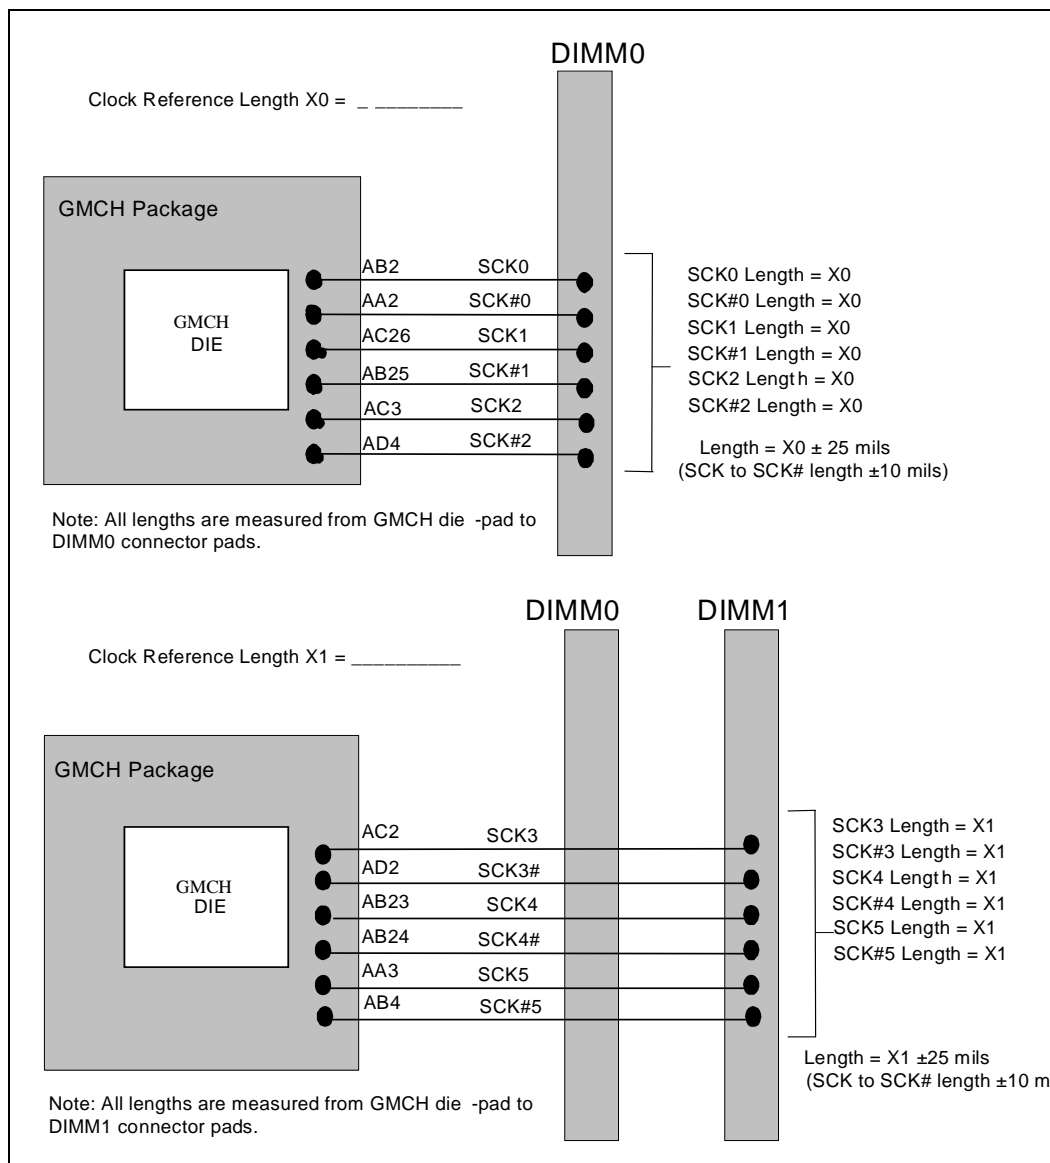 DIMM0
Clock Reference Length X0 = _ ________
GMCH Package
GMCH
DIE
AB2 SCK0
AA2 SCK#0
AC26 SCK1
AB25 SCK#1
AC3 SCK2
AD4 SCK#2
SCK0 Length = X0
SCK#0 Length = X0
SCK1 Length = X0
SCK#1 Length = X0
SCK2 Length = X0
SCK#2 Length = X0
Length = X0 ± 25 mils
(SCK to SCK# length ±10 mils)
Note: All lengths are measured from GMCH die -pad to
DIMM0 connector pads.
DIMM0 DIMM1
Clock Reference Length X1 = __________
GMCH Package
GMCH
DIE
AC2 SCK3
AD2 SCK3#
AB23 SCK4
AB24 SCK4#
AA3 SCK5
AB4 SCK#5
SCK3 Length = X1
SCK#3 Length = X1
SCK4 Length = X1
SCK#4 Length = X1
SCK5 Length = X1
SCK#5 Length = X1
Length = X1 ±25 mils
(SCK to SCK# length ±10 m
Note: All lengths are measured from GMCH die -pad to
DIMM1 connector pads.